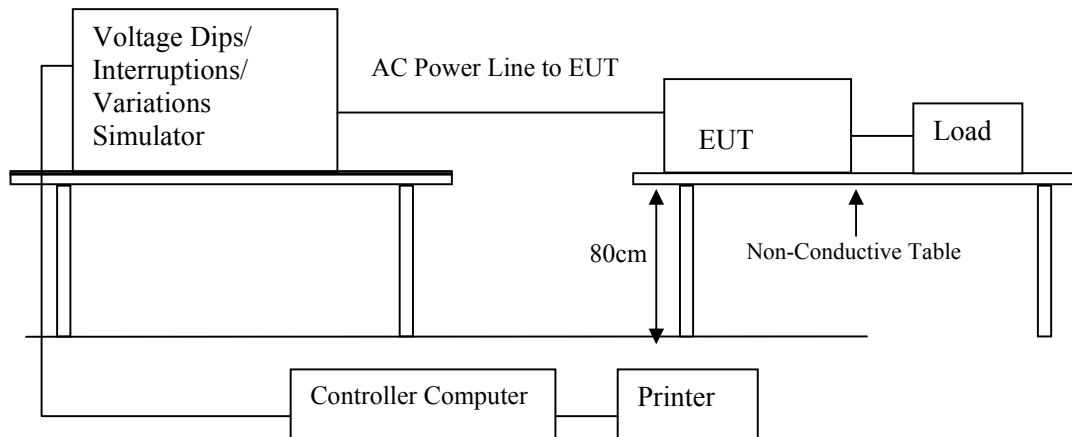 Voltage Dips/
Interruptions/
Variations
Simulator
AC Power Line to EUT
EUT
Load
80cm
Non-Conductive Table
Controller Computer
Printer